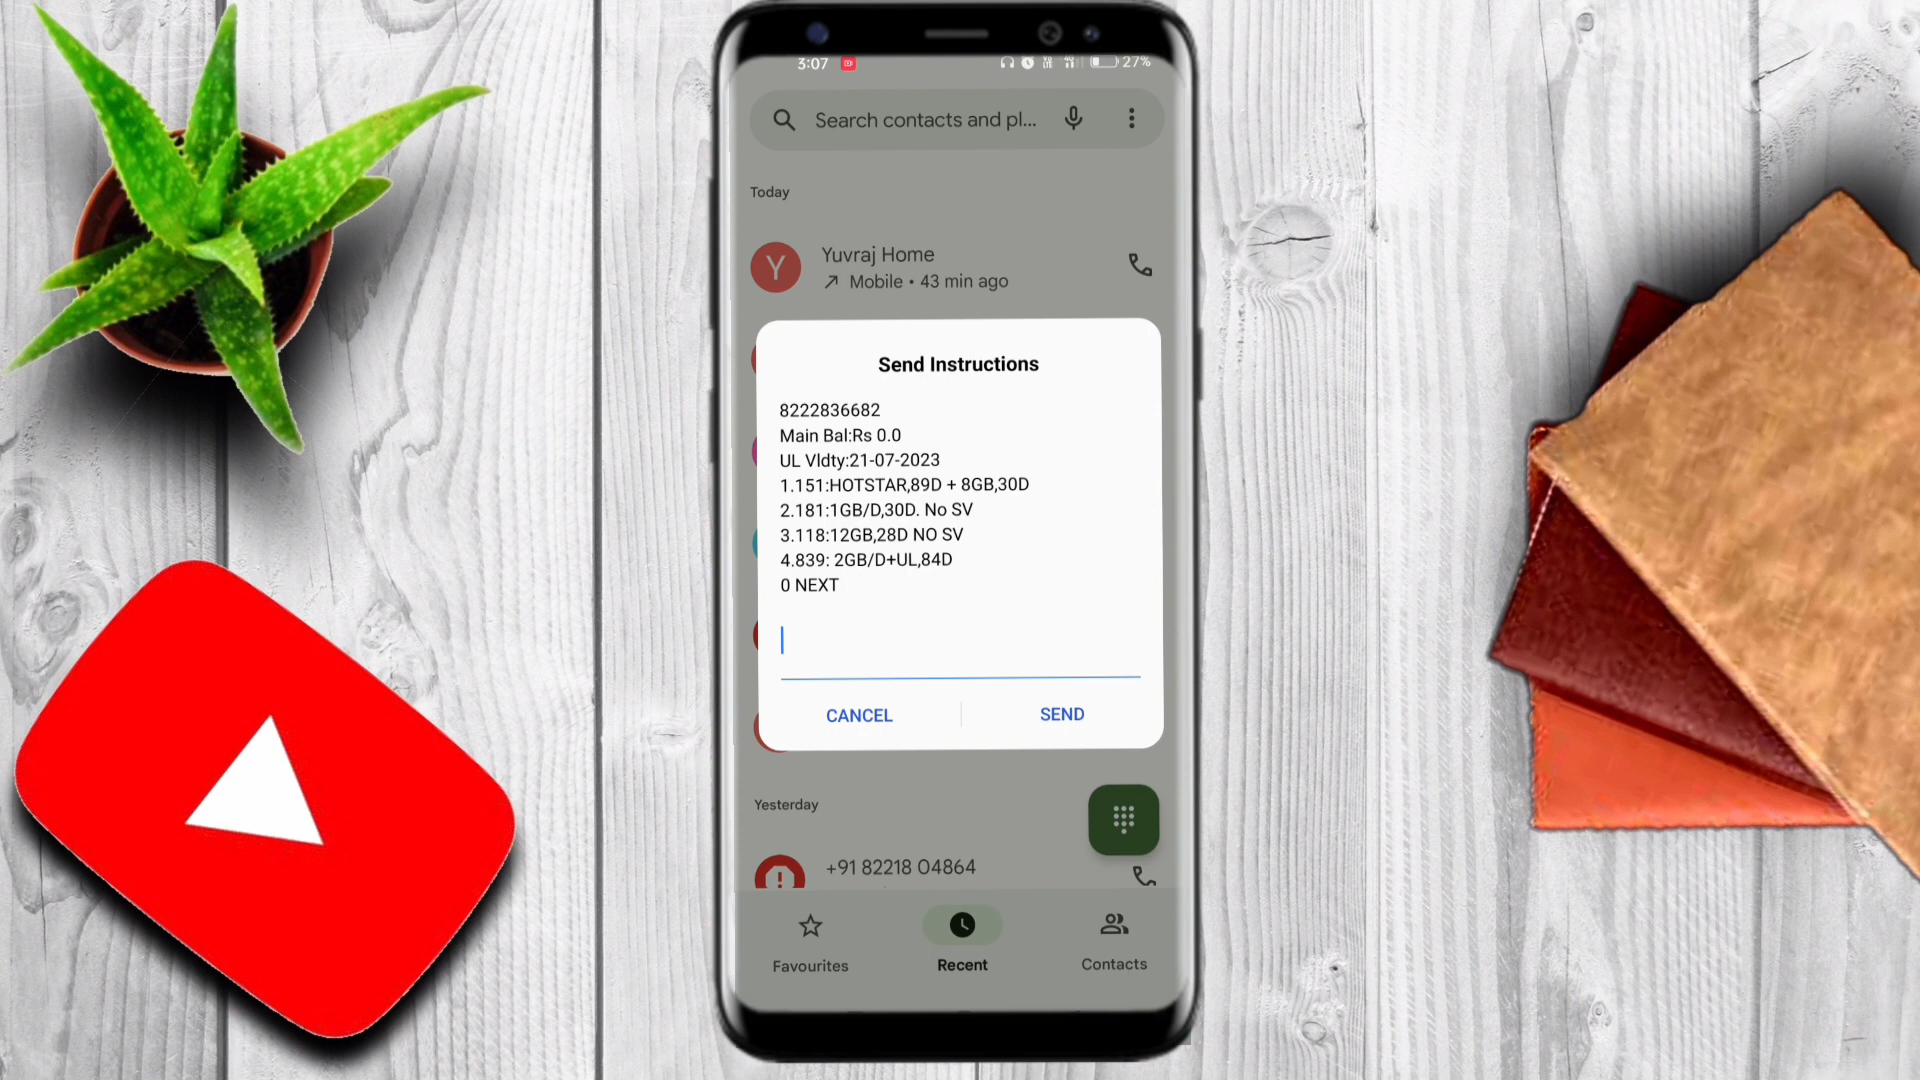 3:07
27%
Search contacts and pl...
Today
Y
Yuvraj Home
Mobile • 43 min ago
Send Instructions
8222836682
Main Bal:Rs 0.0
UL Vldty:21-07-2023
1.151:HOTSTAR,89D + 8GB,30D
2.181:1GB/D,30D. No SV
3.118:12GB,28D NO SV
4.839: 2GB/D+UL,84D
0 NEXT
CANCEL
SEND
Yesterday
+91 82218 04864
Favourites
Recent
Contacts